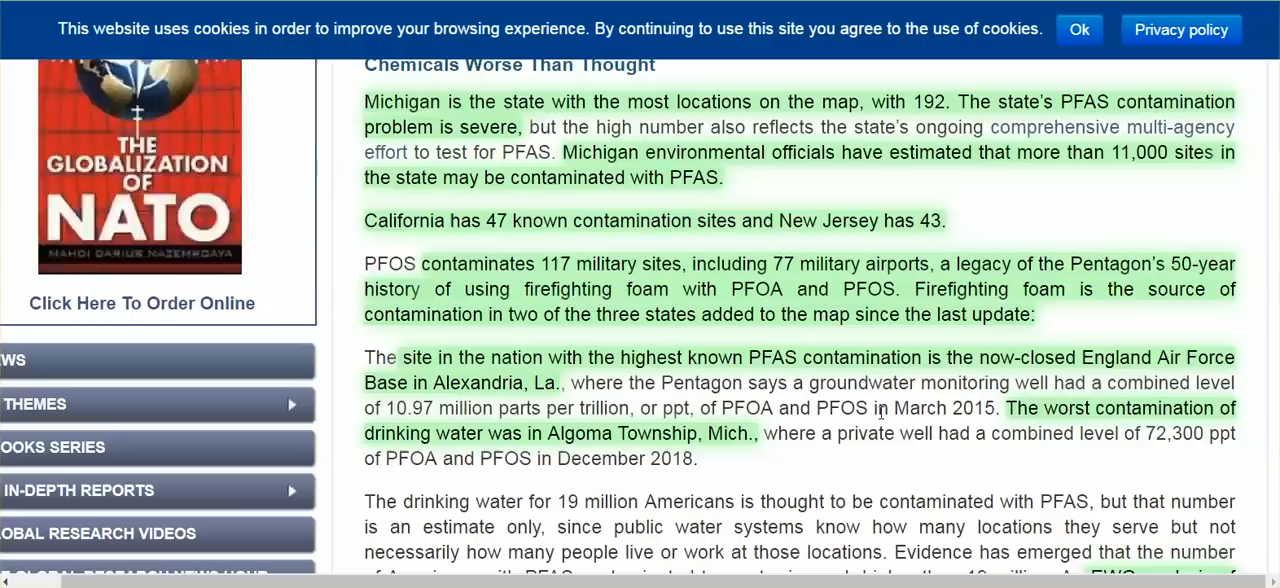 This website uses cookies in order to improve your browsing experience. By continuing to use this site you agree to the use of cookies.
Ok
Privacy policy
THE
GLOBALIZATION
OF
NATO
MAHDI DARIUS NAZEMROAYA
Click Here To Order Online
WS
THEMES
OOKS SERIES
IN-DEPTH REPORTS
OBAL RESEARCH VIDEOS
Chemicals Worse Than Thought
Michigan is the state with the most locations on the map, with 192. The state's PFAS contamination
problem is severe, but the high number also reflects the state's ongoing comprehensive multi-agency
effort to test for PFAS. Michigan environmental officials have estimated that more than 11,000 sites in
the state may be contaminated with PFAS.
California has 47 known contamination sites and New Jersey has 43.
PFOS contaminates 117 military sites, including 77 military airports, a legacy of the Pentagon's 50-year
history of using firefighting foam with PFOA and PFOS. Firefighting foam is the source of
contamination in two of the three states added to the map since the last update:
The site in the nation with the highest known PFAS contamination is the now-closed England Air Force
Base in Alexandria, La., where the Pentagon says a groundwater monitoring well had a combined level
of 10.97 million parts per trillion, or ppt, of PFOA and PFOS in March 2015. The worst contamination of
drinking water was in Algoma Township, Mich., where a private well had a combined level of 72,300 ppt
of PFOA and PFOS in December 2018.
The drinking water for 19 million Americans is thought to be contaminated with PFAS, but that number
is an estimate only, since public water systems know how many locations they serve but not
necessarily how many people live or work at those locations. Evidence has emerged that the number